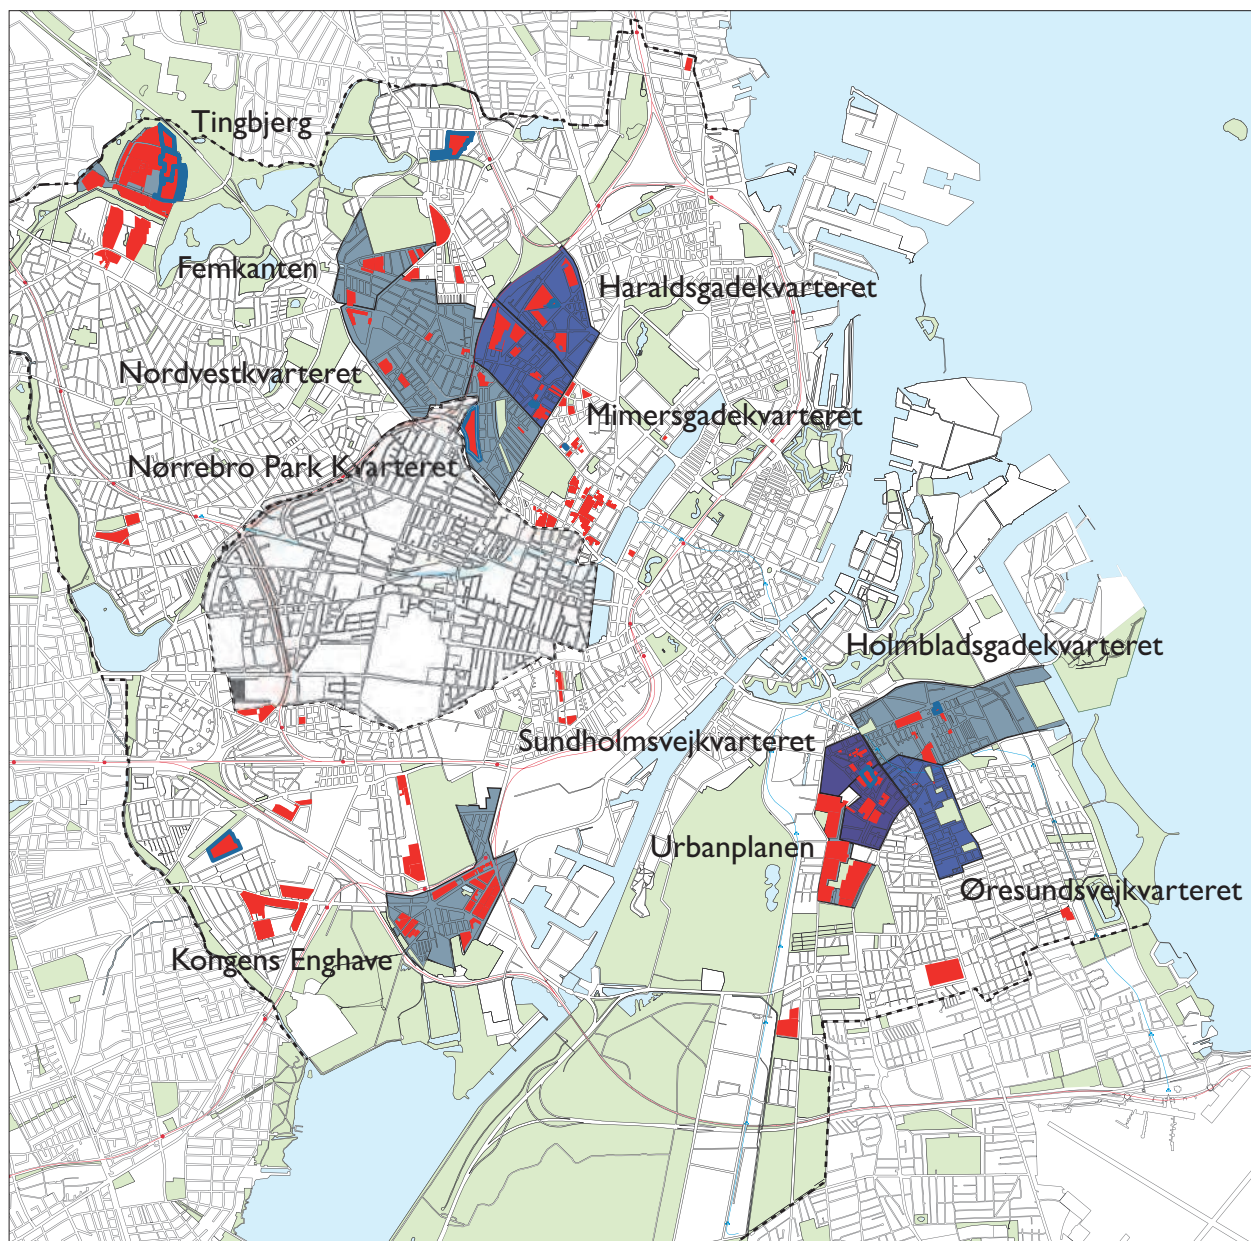 Tingbjerg
Femkanten
Haraldsgadekvarteret
Nordvestkvarteret
Mimersgadekvarteret
Nørrebro Park Kvarteret
Holmbladsgadekvarteret
Sundholmsvejkvarteret
Urbanplanen
Øresundsvejkvarteret
Kongens Enghave